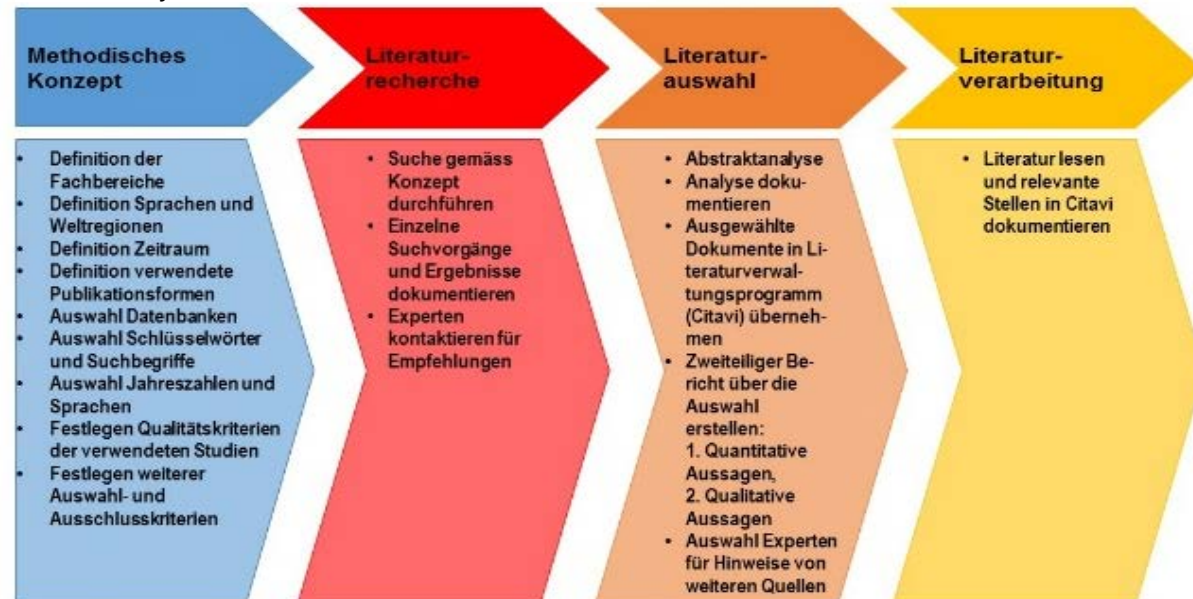 Methodisches
Konzept
• Definition der
Fachbereiche
• Definition Sprachen und
Weltregionen
• Definition Zeitraum
• Definition verwendete
Publikationsformen
• Auswahl Datenbanken
• Auswahl Schlüsselwörter
und Suchbegriffe
• Auswahl Jahreszahlen und
Sprachen
• Festlegen Qualitätskriterien
der verwendeten Studien
• Festlegen weiterer
Auswahl- und
Ausschlusskriterien
Literatur-
recherche
• Suche gemäss
Konzept
durchführen
• Einzelne
Suchvorgänge
und Ergebnisse
dokumentieren
• Experten
kontaktieren für
Empfehlungen
Literatur-
auswahl
• Abstraktanalyse
• Analyse doku-
mentieren
• Ausgewählte
Dokumente in Li-
teraturverwal-
tungsprogramm
(Citavi) überneh-
men
• Zweiteiliger Be-
richt über die
Auswahl
erstellen:
1. Quantitative
Aussagen,
2. Qualitative
Aussagen
• Auswahl Experten
für Hinweise von
weiteren Quellen
Literatur-
verarbeitung
• Literatur lesen
und relevante
Stellen in Citavi
dokumentieren